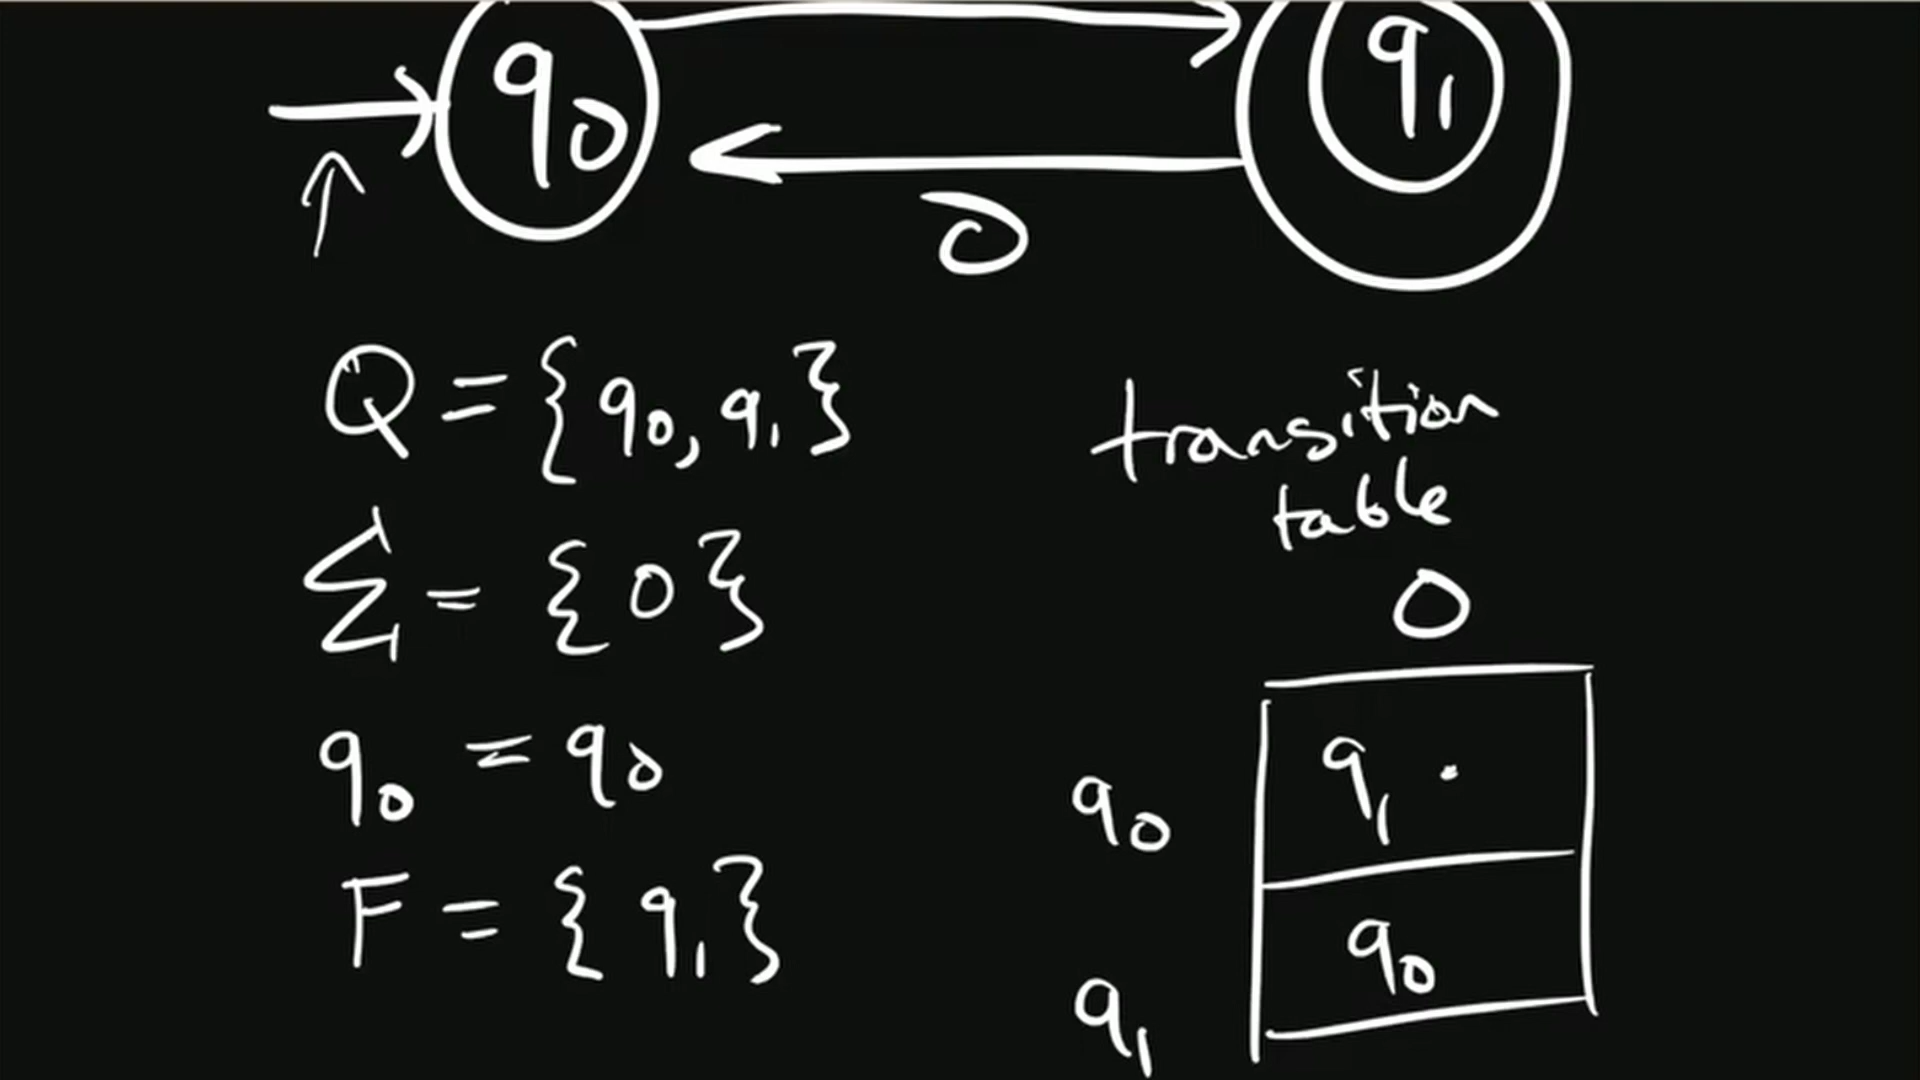 q0 q1
0
Q = {q0, q1}
transition
table
Σ = {0}
0
q0 = q0
q0 q1 .
F = {q1}
q1 q0